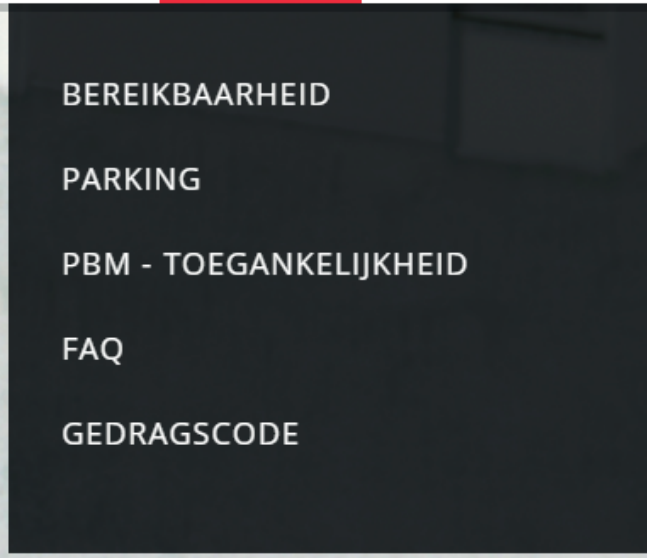 BEREIKBAARHEID
PARKING
PBM - TOEGANKELIJKHEID
FAQ
GEDRAGSCODE